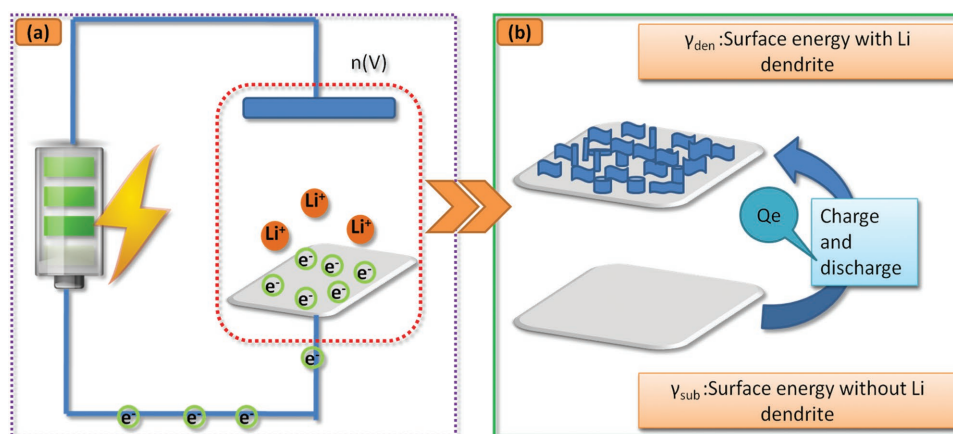 (a)
n(V)
Li⁺
Li⁺
Li⁺
e⁻
e⁻
e⁻
e⁻
e⁻
e⁻
e⁻
e⁻
e⁻
e⁻
(b)
γden :Surface energy with Li
dendrite
Qe
Charge
and
discharge
γsub :Surface energy without Li
dendrite